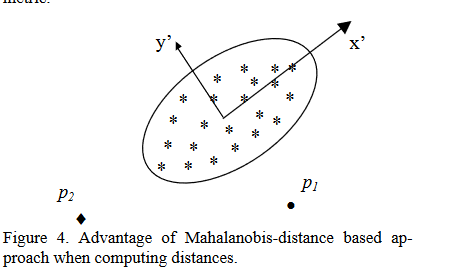 metric.
y’
x’
p1
p2
Figure 4. Advantage of Mahalanobis-distance based ap-
proach when computing distances.